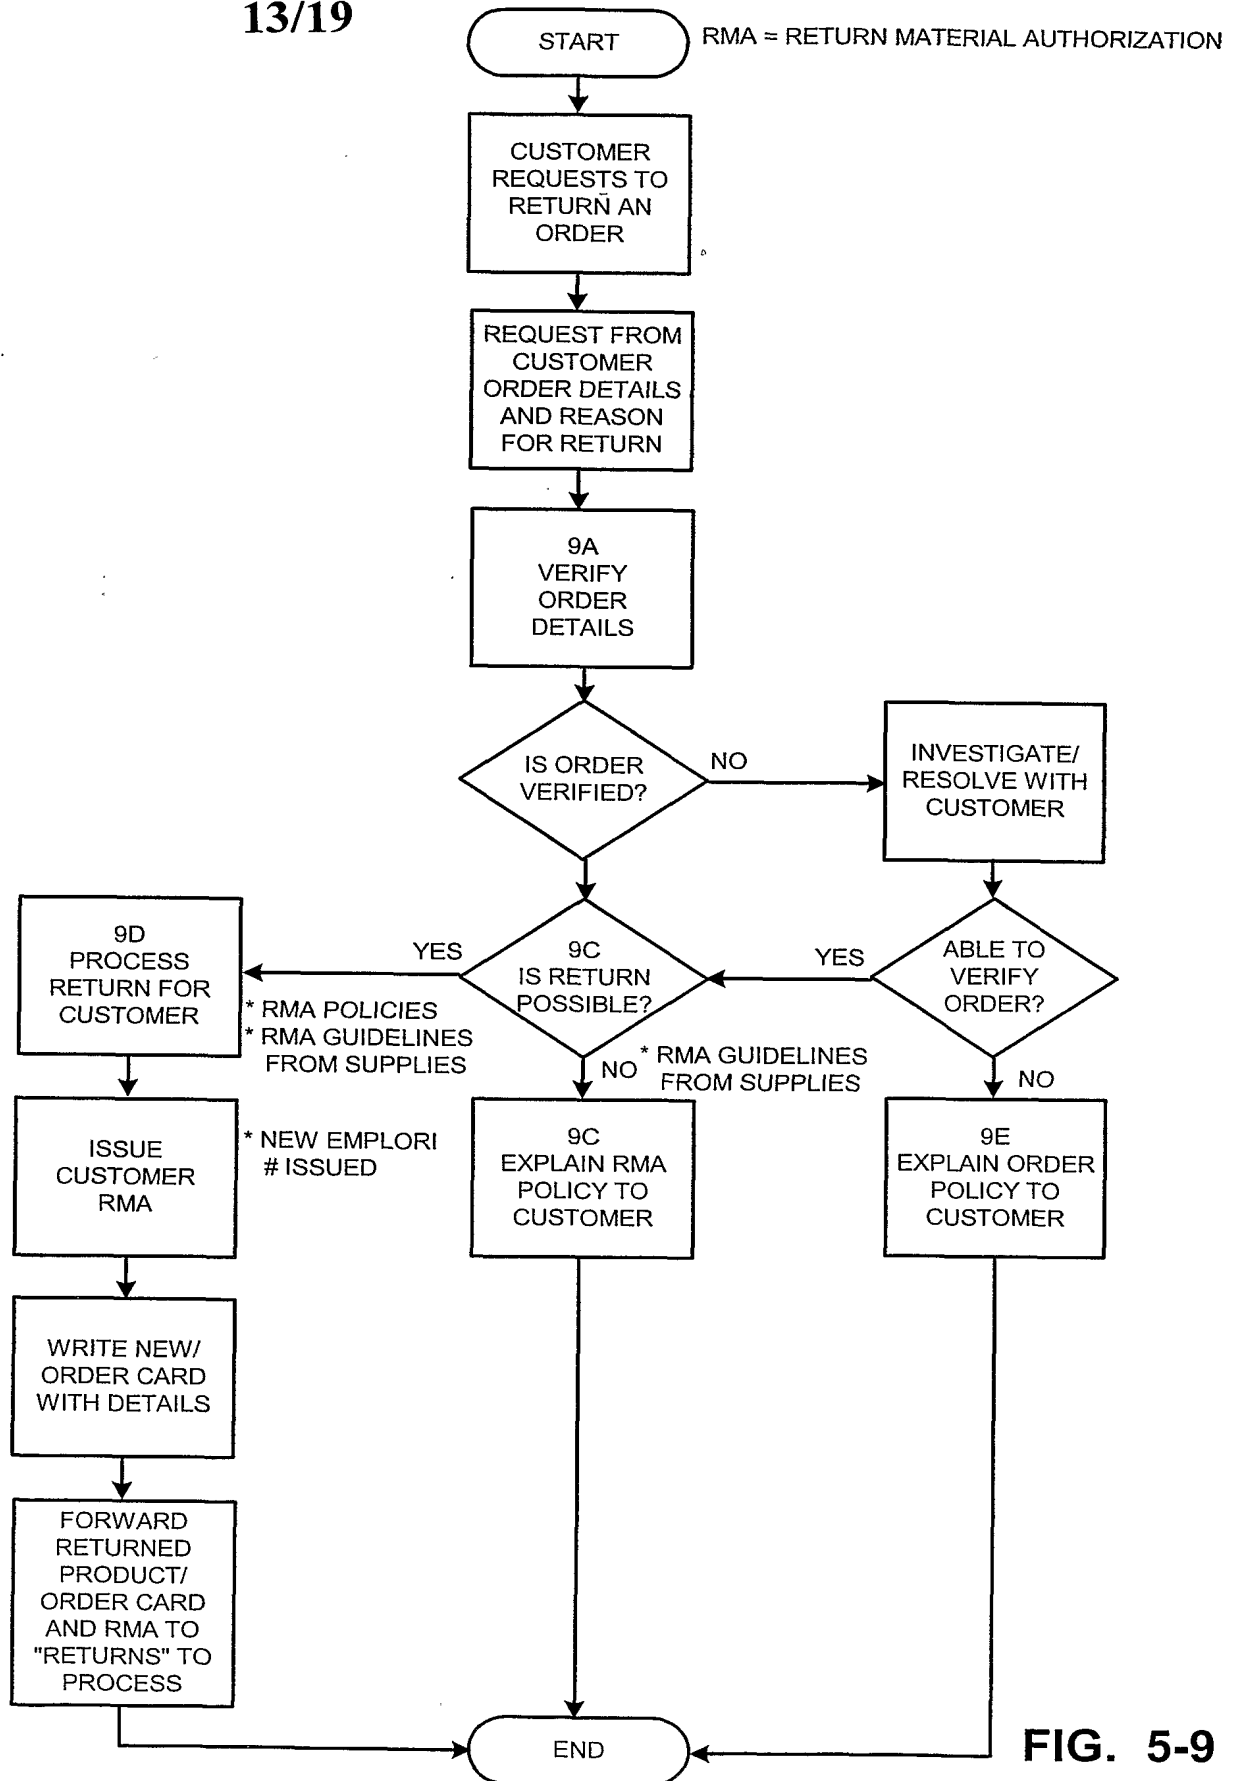 13/19
START
RMA = RETURN MATERIAL AUTHORIZATION
CUSTOMER
REQUESTS TO
RETURN AN
ORDER
REQUEST FROM
CUSTOMER
ORDER DETAILS
AND REASON
FOR RETURN
9A
VERIFY
ORDER
DETAILS
IS ORDER
VERIFIED?
NO
INVESTIGATE/
RESOLVE WITH
CUSTOMER
9D
PROCESS
RETURN FOR
CUSTOMER
YES
* RMA POLICIES
* RMA GUIDELINES
FROM SUPPLIES
9C
IS RETURN
POSSIBLE?
YES
ABLE TO
VERIFY
ORDER?
NO
* RMA GUIDELINES
FROM SUPPLIES
NO
ISSUE
CUSTOMER
RMA
* NEW EMPLORI
# ISSUED
9C
EXPLAIN RMA
POLICY TO
CUSTOMER
9E
EXPLAIN ORDER
POLICY TO
CUSTOMER
WRITE NEW/
ORDER CARD
WITH DETAILS
FORWARD
RETURNED
PRODUCT/
ORDER CARD
AND RMA TO
"RETURNS" TO
PROCESS
END
FIG. 5-9